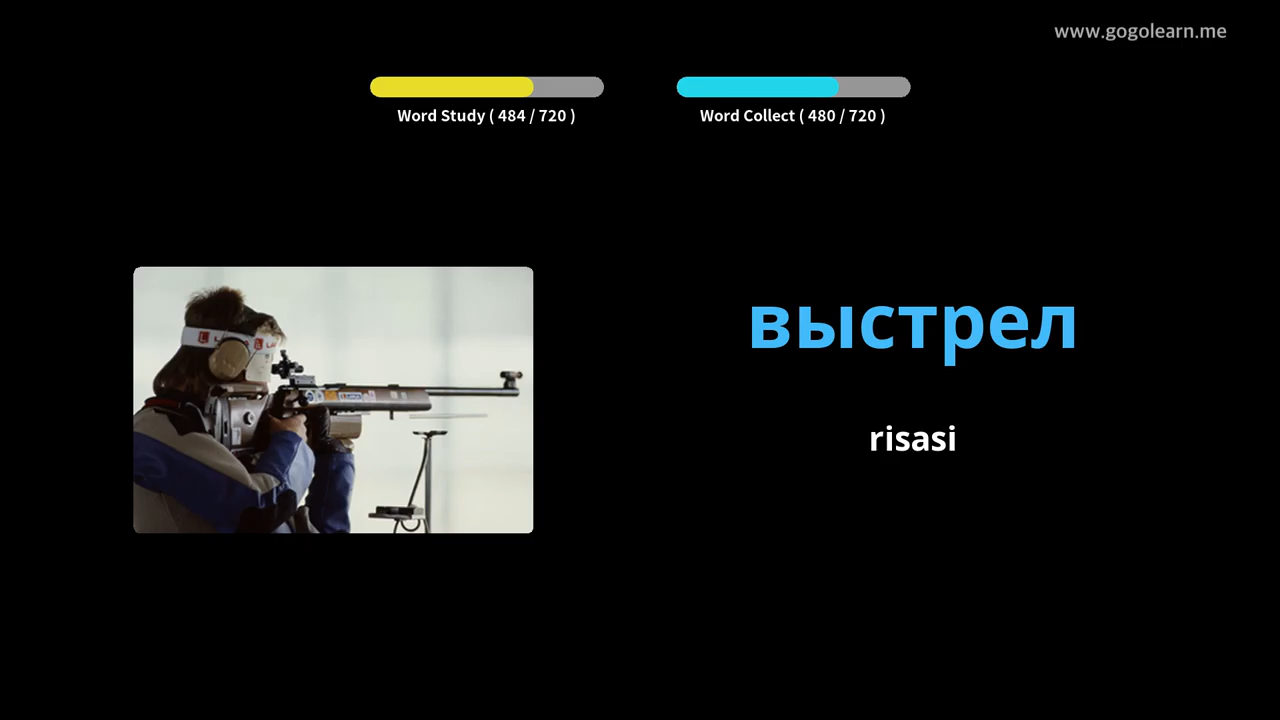 www.gogolearn.me
Word Study ( 484 / 720 )
Word Collect ( 480 / 720 )
выстрел
risasi